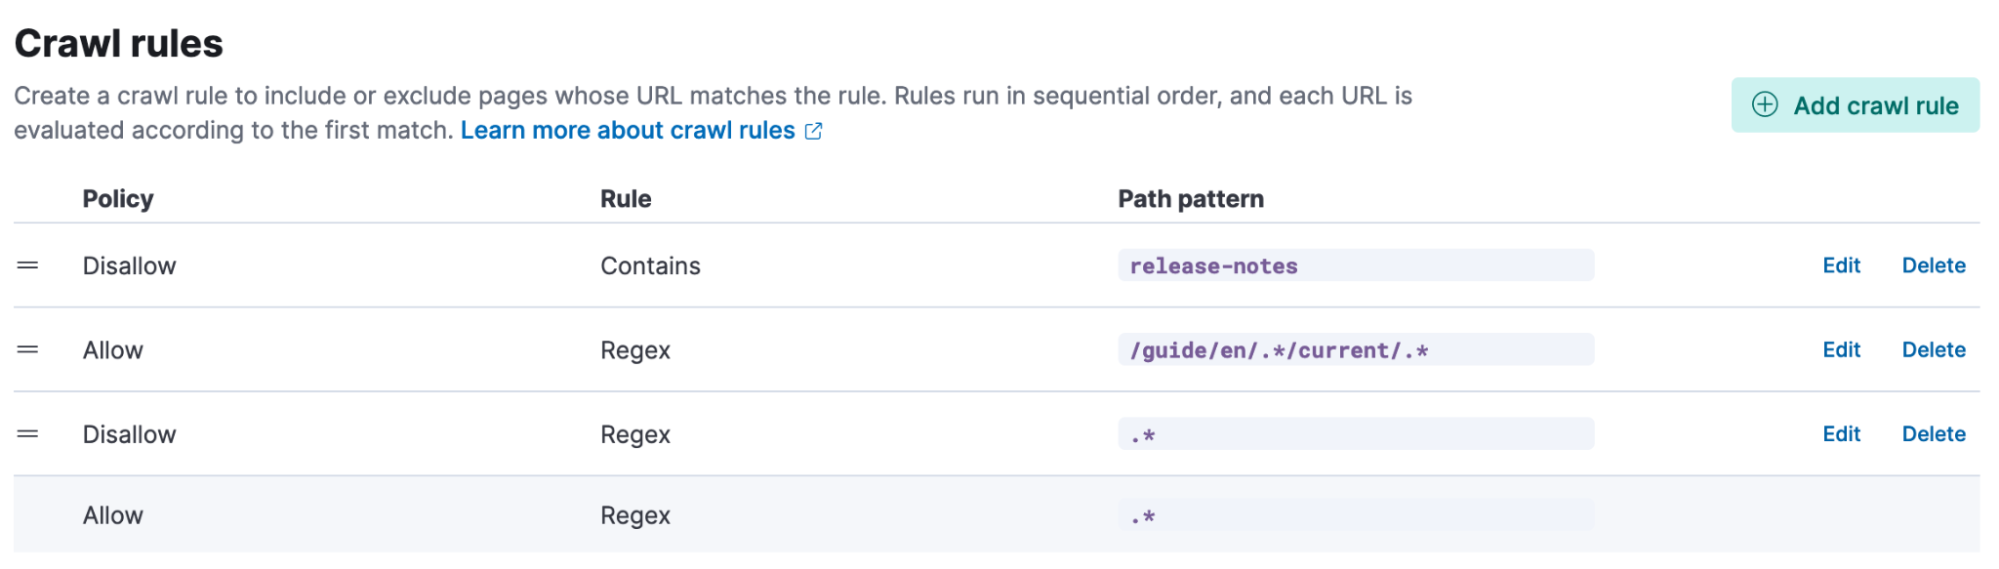 Crawl rules
Create a crawl rule to include or exclude pages whose URL matches the rule. Rules run in sequential order, and each URL is
evaluated according to the first match. Learn more about crawl rules
Add crawl rule
Policy Rule Path pattern
Disallow Contains release-notes Edit Delete
Allow Regex /guide/en/.*/current/.* Edit Delete
Disallow Regex .* Edit Delete
Allow Regex .*